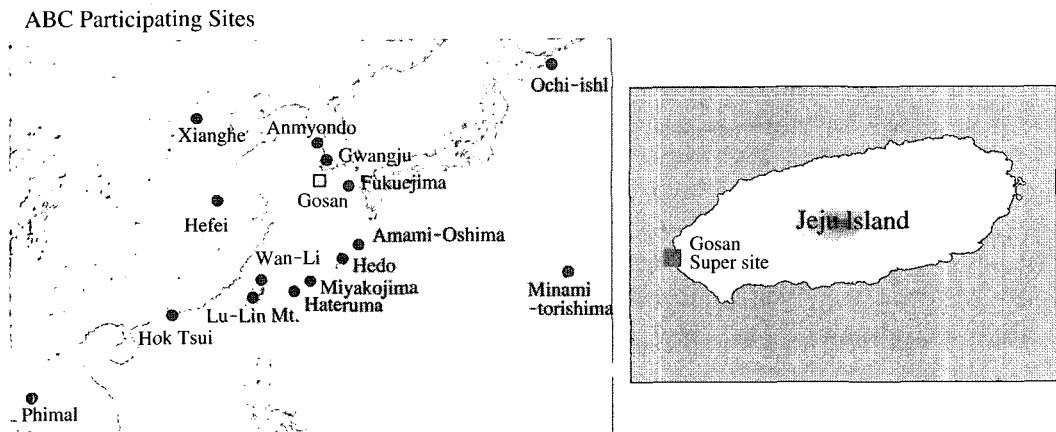 ABC Participating Sites
Ochi-ishI
Xianghe
Anmyondo
Gwangju
Fukuejima
Gosan
Hefei
Amami-Oshima
Wan-Li
Hedo
Miyakojima
Hateruma
Lu-Lin Mt.
Minami
-torishima
Hok Tsui
Phimal
Jeju Island
Gosan
Super site